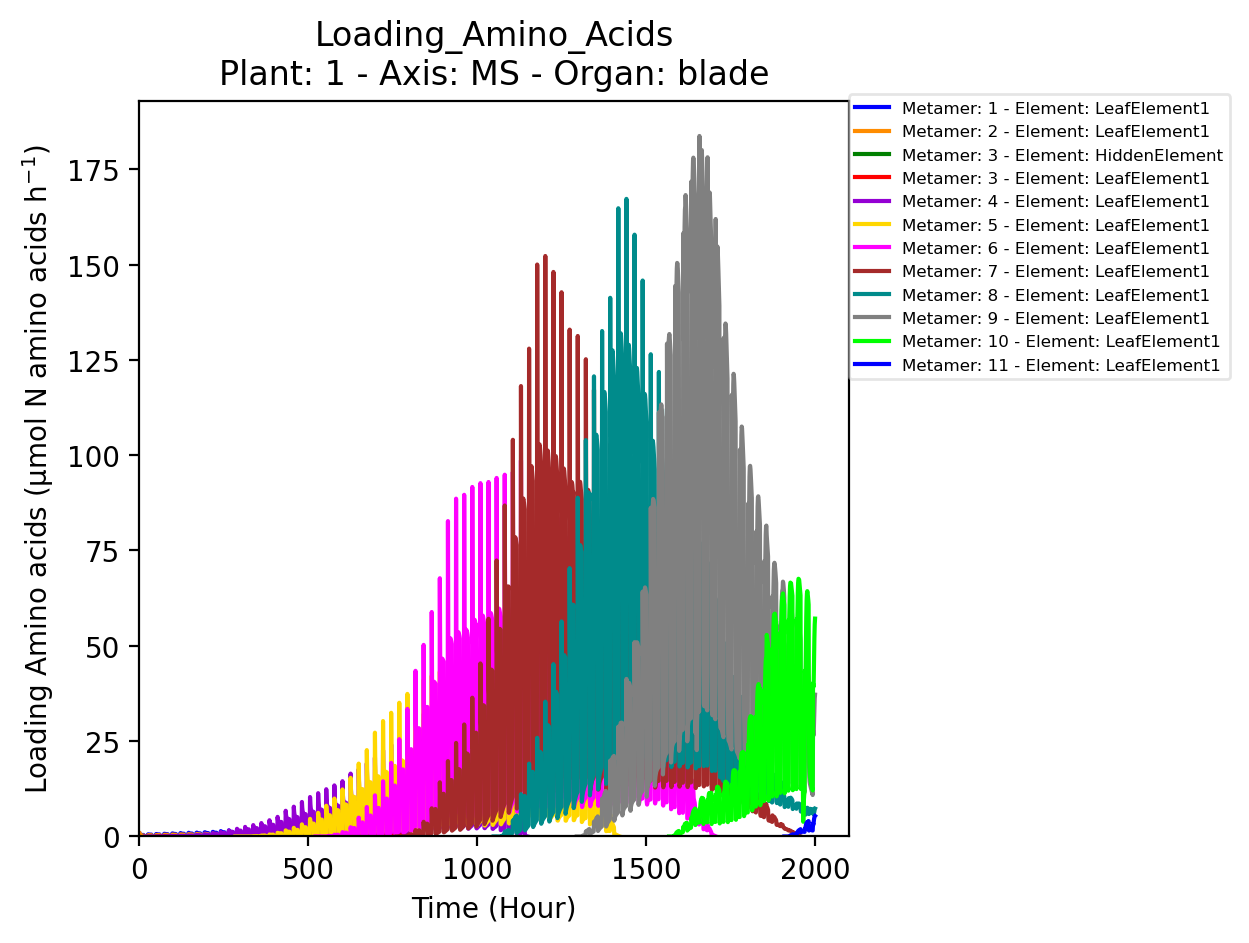 Loading_Amino_Acids
Plant: 1 - Axis: MS - Organ: blade
Loading Amino acids (µmol N amino acids h⁻¹)
175
150
125
100
75
50
25
0
0 500 1000 1500 2000
Time (Hour)
Metamer: 1 - Element: LeafElement1
Metamer: 2 - Element: LeafElement1
Metamer: 3 - Element: HiddenElement
Metamer: 3 - Element: LeafElement1
Metamer: 4 - Element: LeafElement1
Metamer: 5 - Element: LeafElement1
Metamer: 6 - Element: LeafElement1
Metamer: 7 - Element: LeafElement1
Metamer: 8 - Element: LeafElement1
Metamer: 9 - Element: LeafElement1
Metamer: 10 - Element: LeafElement1
Metamer: 11 - Element: LeafElement1